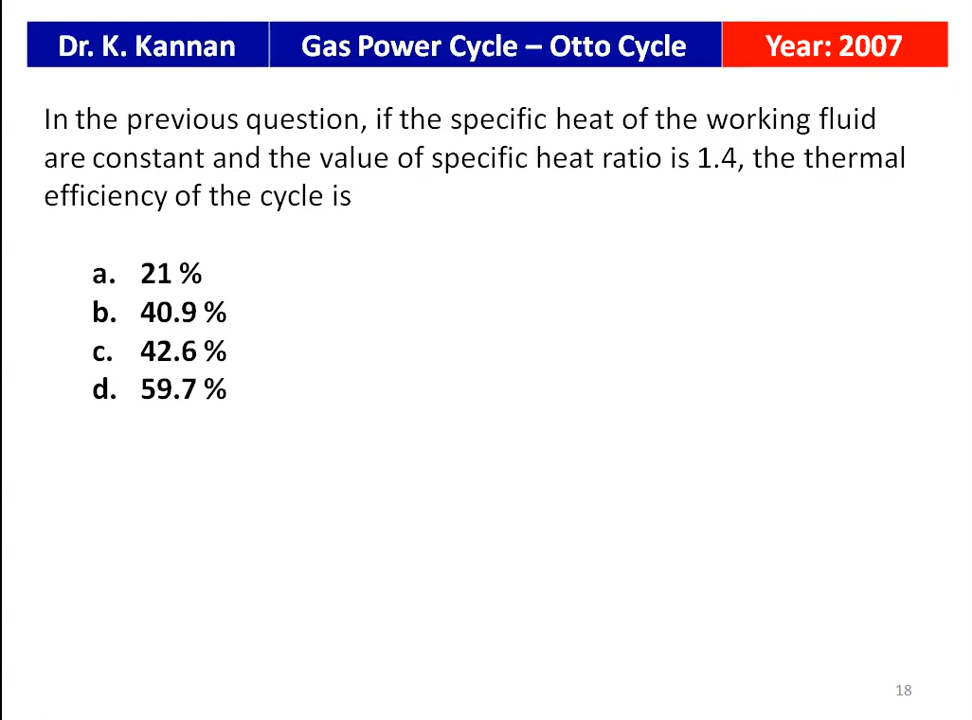 Dr. K. Kannan
Gas Power Cycle – Otto Cycle
Year: 2007
In the previous question, if the specific heat of the working fluid
are constant and the value of specific heat ratio is 1.4, the thermal
efficiency of the cycle is
a. 21 %
b. 40.9 %
c. 42.6 %
d. 59.7 %
18